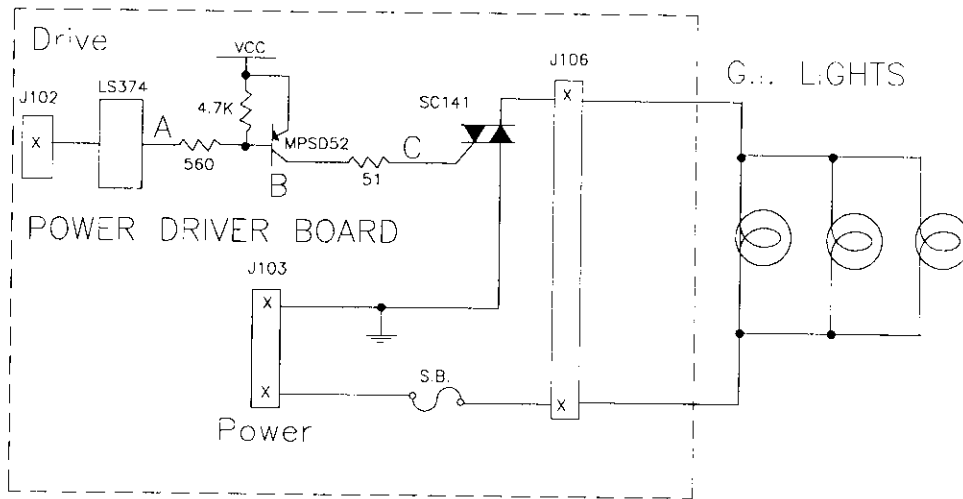 Drive
VCC
J102
LS374
4.7K
A
560
MPSD52
B
51
C
SC141
J106
X
X
LIGHTS
POWER DRIVER BOARD
J103
X
X
S.B.
X
Power